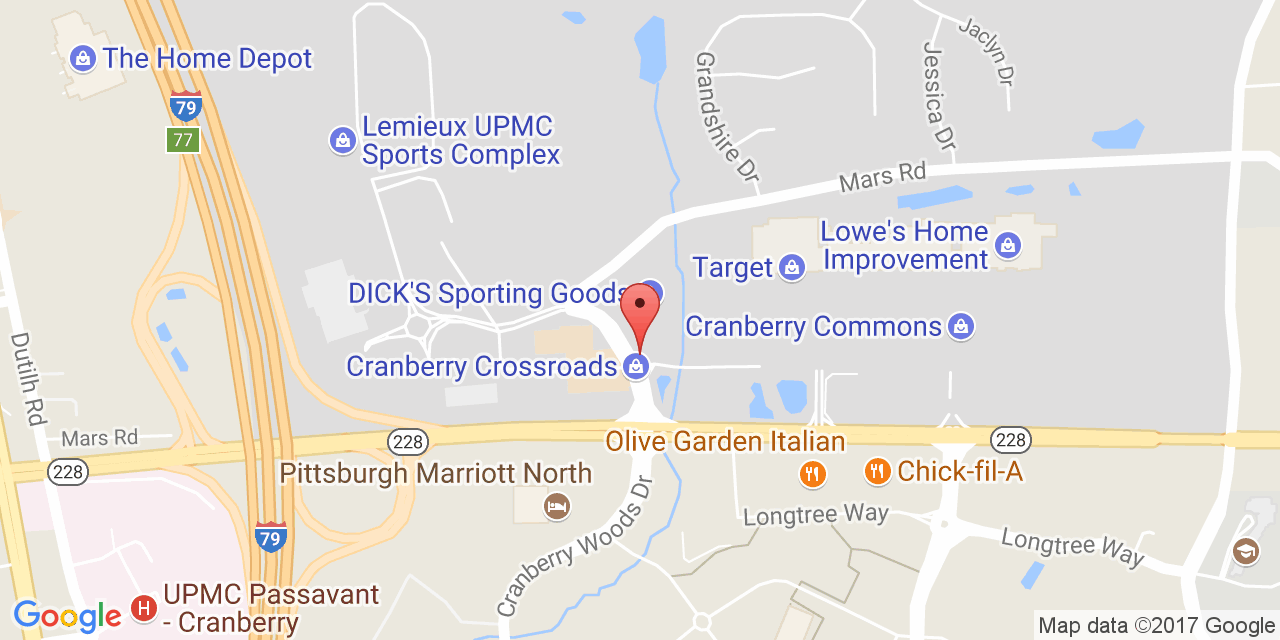 Jaclyn Dr
The Home Depot
Grandshire Dr
Jessica Dr
79
77
Lemieux UPMC
Sports Complex
Mars Rd
Lowe's Home
Improvement
Target
DICK'S Sporting Goods
Cranberry Commons
Dutilh Rd
Cranberry Crossroads
Mars Rd
228
228
228
Olive Garden Italian
Pittsburgh Marriott North
Chick-fil-A
Longtree Way
Cranberry Woods Dr
79
Longtree Way
H
UPMC Passavant
- Cranberry
Google
Map data ©2017 Google